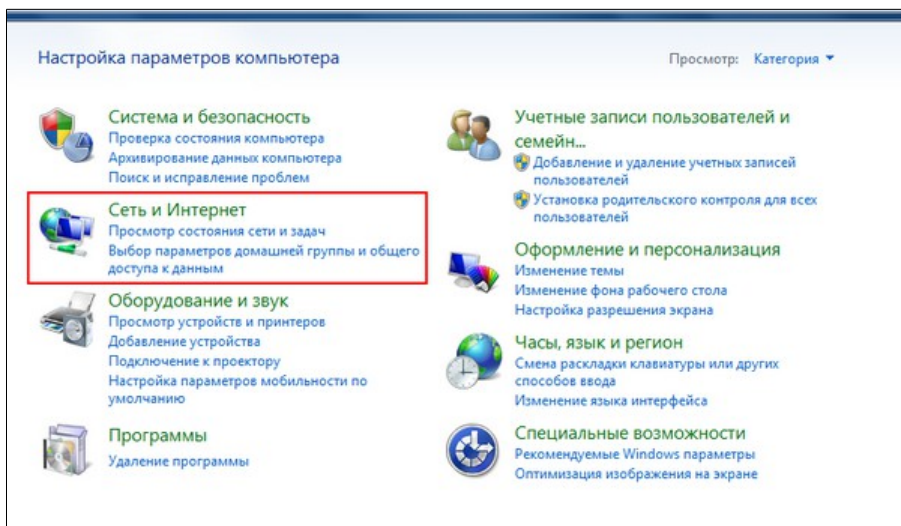 Настройка параметров компьютера
Просмотр: Категория
Система и безопасность
Проверка состояния компьютера
Архивирование данных компьютера
Поиск и исправление проблем
Сеть и Интернет
Просмотр состояния сети и задач
Выбор параметров домашней группы и общего
доступа к данным
Оборудование и звук
Просмотр устройств и принтеров
Добавление устройства
Подключение к проектору
Настройка параметров мобильности по
умолчанию
Программы
Удаление программы
Учетные записи пользователей и
семейн...
Добавление и удаление учетных записей
пользователей
Установка родительского контроля для всех
пользователей
Оформление и персонализация
Изменение темы
Изменение фона рабочего стола
Настройка разрешения экрана
Часы, язык и регион
Смена раскладки клавиатуры или других
способов ввода
Изменение языка интерфейса
Специальные возможности
Рекомендуемые Windows параметры
Оптимизация изображения на экране